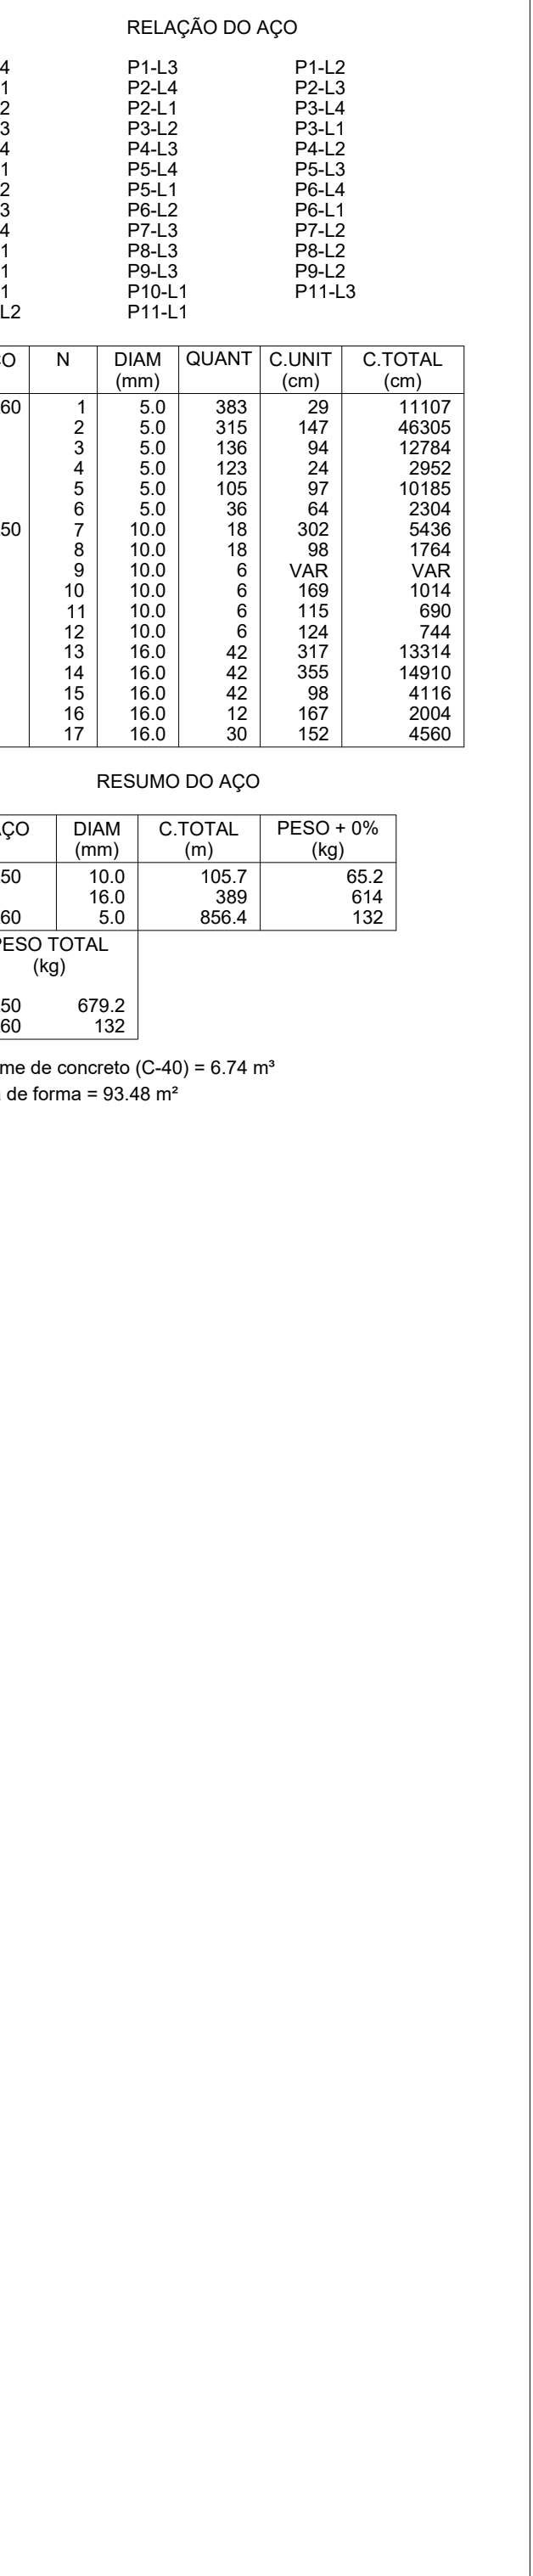 RELAÇÃO DO AÇO
4 P1-L3 P1-L2
1 P2-L4 P2-L3
2 P2-L1 P3-L4
3 P3-L2 P3-L1
4 P4-L3 P4-L2
1 P5-L4 P5-L3
2 P5-L1 P6-L4
3 P6-L2 P6-L1
4 P7-L3 P7-L2
1 P8-L3 P8-L2
1 P9-L3 P9-L2
1 P10-L1 P11-L3
L2 P11-L1
ÇO N DIAM QUANT C.UNIT C.TOTAL
(mm) (cm) (cm)
60 1 5.0 383 29 11107
2 5.0 315 147 46305
3 5.0 136 94 12784
4 5.0 123 24 2952
5 5.0 105 97 10185
6 5.0 36 64 2304
50 7 10.0 18 302 5436
8 10.0 18 98 1764
9 10.0 6 VAR VAR
10 10.0 6 169 1014
11 10.0 6 115 690
12 10.0 6 124 744
13 16.0 42 317 13314
14 16.0 42 355 14910
15 16.0 42 98 4116
16 16.0 12 167 2004
17 16.0 30 152 4560
RESUMO DO AÇO
AÇO DIAM C.TOTAL PESO + 0%
(mm) (m) (kg)
50 10.0 105.7 65.2
16.0 389 614
60 5.0 856.4 132
PESO TOTAL
(kg)
50 679.2
60 132
me de concreto (C-40) = 6.74 m³
de forma = 93.48 m²